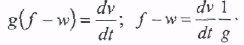 g(f − w) = dv/dt; f − w = dv/dt 1/g.